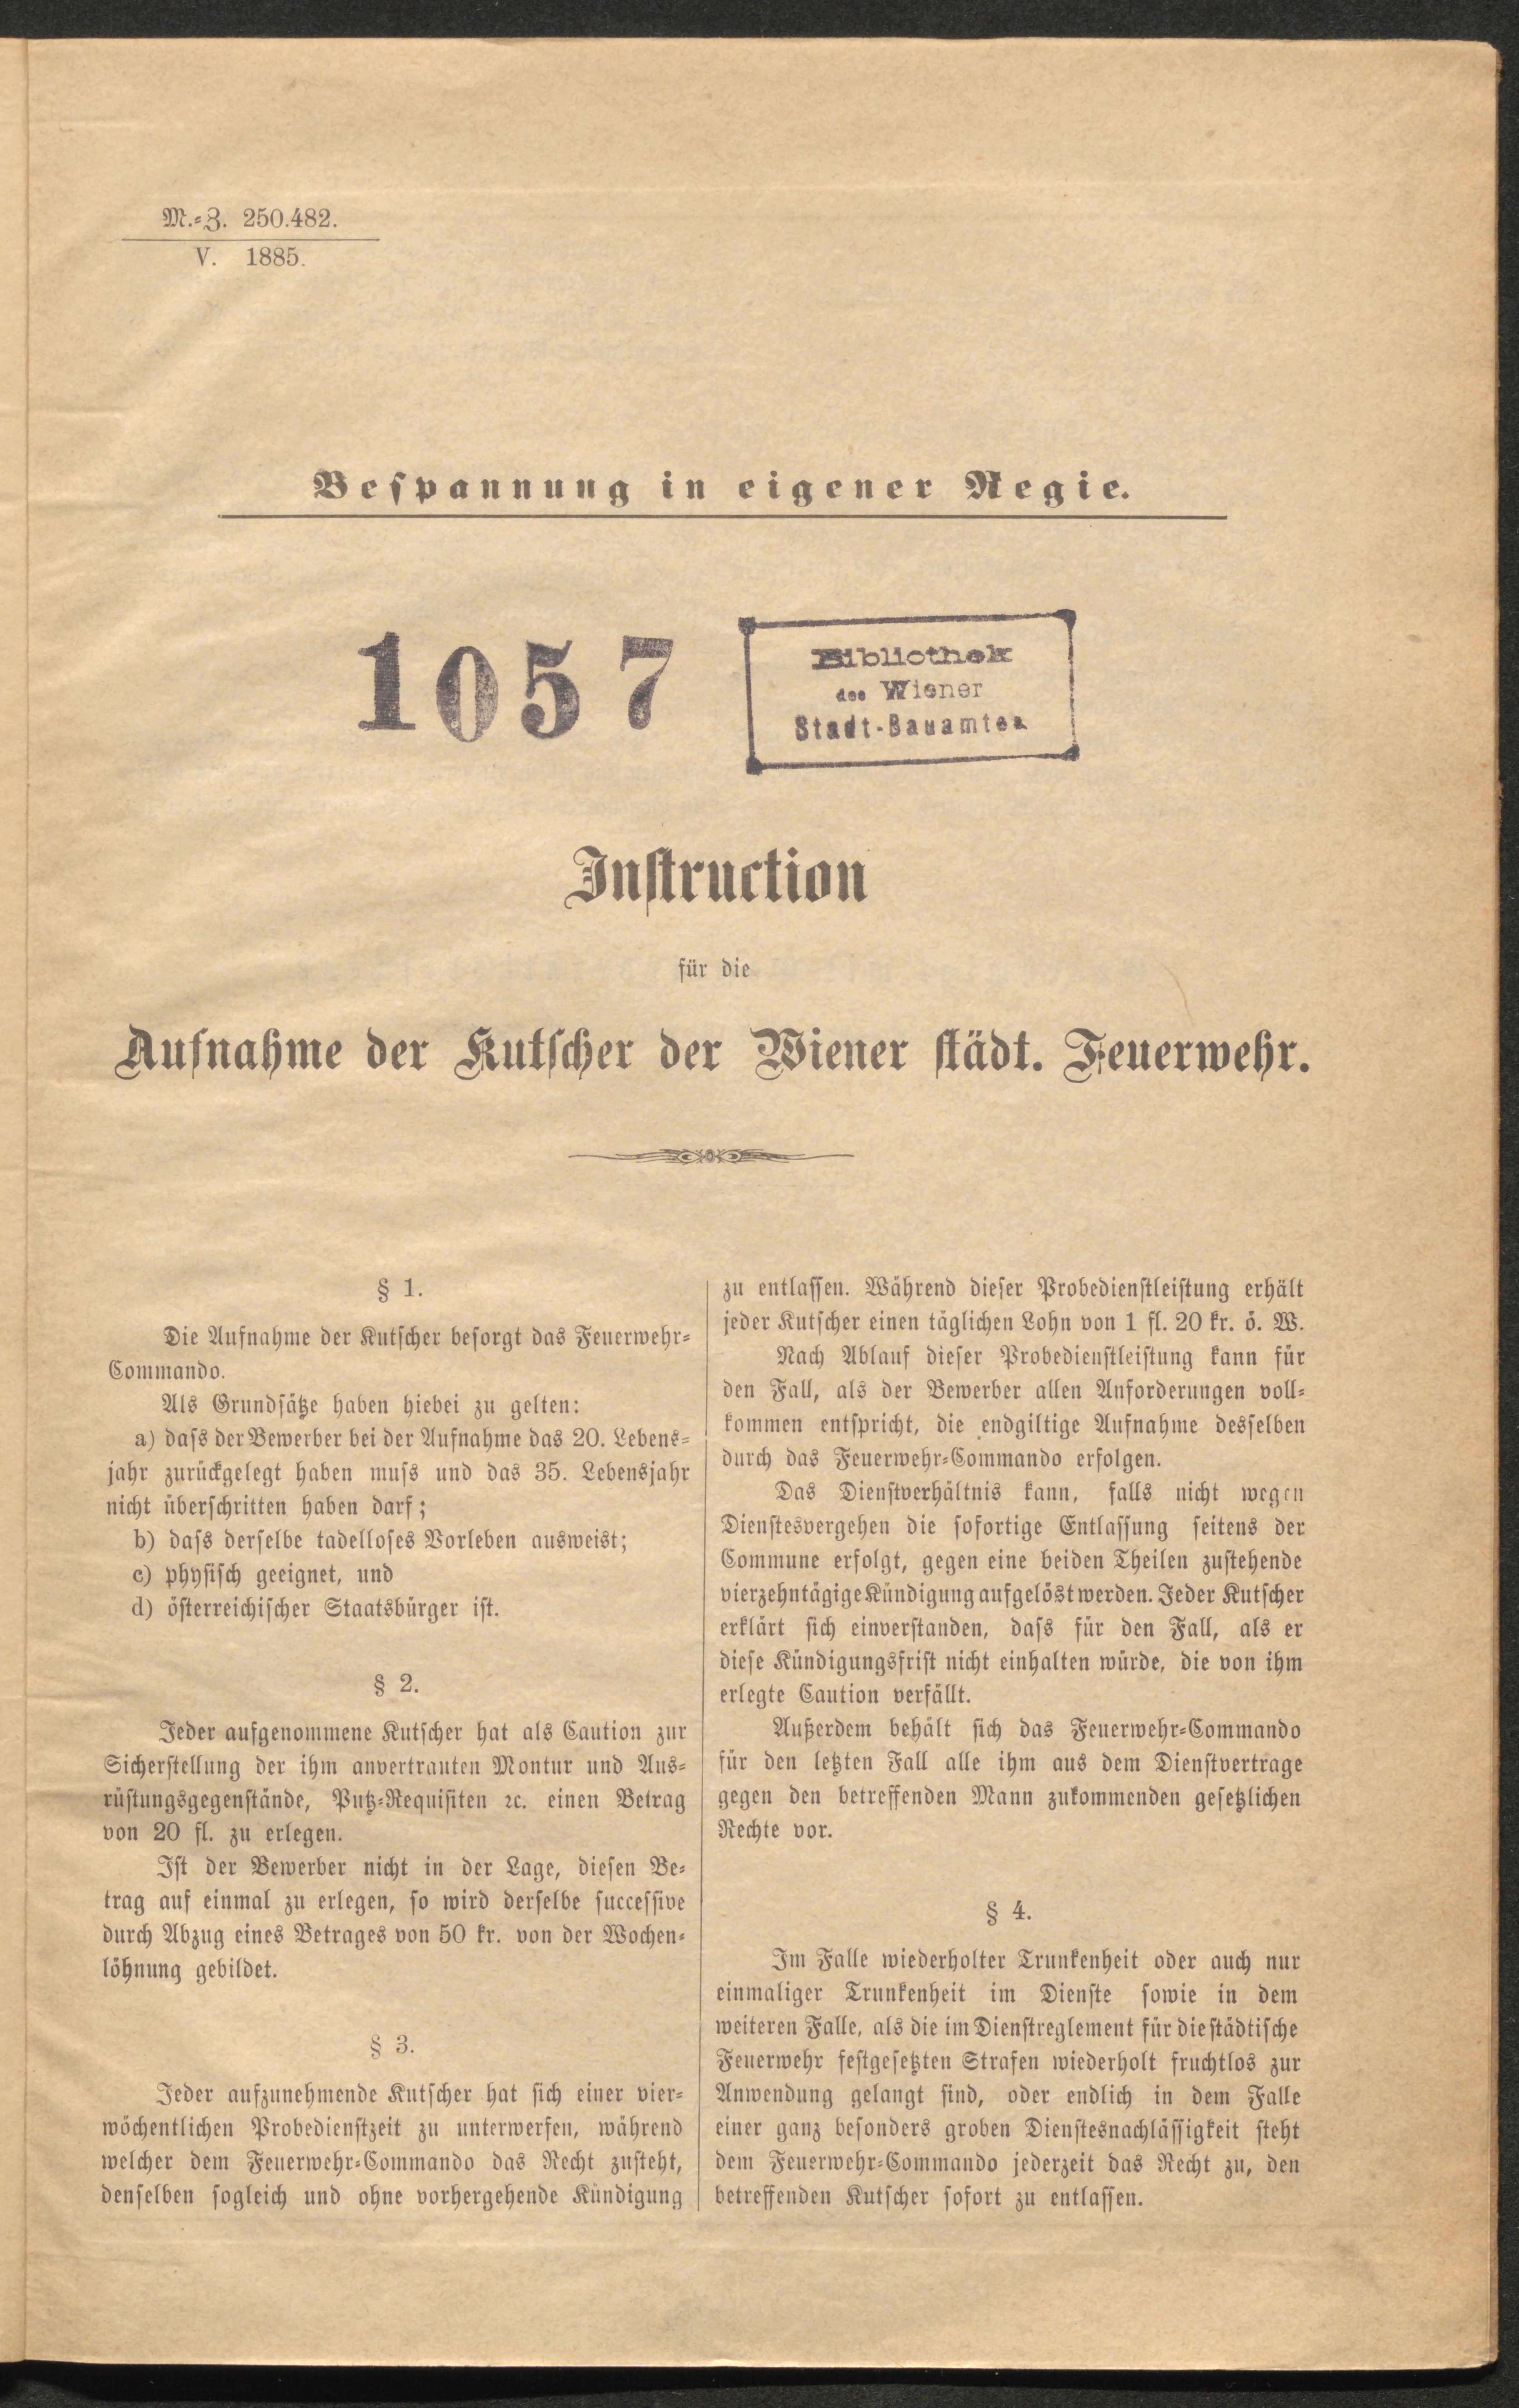 M.-Z. 250.482.
V. 1885.
Bespannung in eigener Regie.
1057
Bibliothek
des Wiener
Stadt-Bauamtes
Instruction
für die
Aufnahme der Kutscher der Wiener städt. Feuerwehr.
§ 1.
Die Aufnahme der Kutscher besorgt das Feuerwehr-
Commando.
Als Grundsätze haben hiebei zu gelten:
a) dass der Bewerber bei der Aufnahme das 20. Lebens-
jahr zurückgelegt haben muss und das 35. Lebensjahr
nicht überschritten haben darf;
b) dass derselbe tadelloses Vorleben ausweist;
c) physisch geeignet, und
d) österreichischer Staatsbürger ist.
§ 2.
Jeder aufgenommene Kutscher hat als Caution zur
Sicherstellung der ihm anvertrauten Montur und Aus-
rüstungsgegenstände, Putz-Requisiten ꝛc. einen Betrag
von 20 fl. zu erlegen.
Ist der Bewerber nicht in der Lage, diesen Be-
trag auf einmal zu erlegen, so wird derselbe successive
durch Abzug eines Betrages von 50 kr. von der Wochen-
löhnung gebildet.
§ 3.
Jeder aufzunehmende Kutscher hat sich einer vier-
wöchentlichen Probedienstzeit zu unterwerfen, während
welcher dem Feuerwehr-Commando das Recht zusteht,
denselben sogleich und ohne vorhergehende Kündigung
zu entlassen. Während dieser Probedienstleistung erhält
jeder Kutscher einen täglichen Lohn von 1 fl. 20 kr. ö. W.
Nach Ablauf dieser Probedienstleistung kann für
den Fall, als der Bewerber allen Anforderungen voll-
kommen entspricht, die endgiltige Aufnahme desselben
durch das Feuerwehr-Commando erfolgen.
Das Dienstverhältnis kann, falls nicht wegen
Dienstesvergehen die sofortige Entlassung seitens der
Commune erfolgt, gegen eine beiden Theilen zustehende
vierzehntägige Kündigung aufgelöst werden. Jeder Kutscher
erklärt sich einverstanden, dass für den Fall, als er
diese Kündigungsfrist nicht einhalten würde, die von ihm
erlegte Caution verfällt.
Außerdem behält sich das Feuerwehr-Commando
für den letzten Fall alle ihm aus dem Dienstvertrage
gegen den betreffenden Mann zukommenden gesetzlichen
Rechte vor.
§ 4.
Im Falle wiederholter Trunkenheit oder auch nur
einmaliger Trunkenheit im Dienste sowie in dem
weiteren Falle, als die im Dienstreglement für die städtische
Feuerwehr festgesetzten Strafen wiederholt fruchtlos zur
Anwendung gelangt sind, oder endlich in dem Falle
einer ganz besonders groben Dienstesnachlässigkeit steht
dem Feuerwehr-Commando jederzeit das Recht zu, den
betreffenden Kutscher sofort zu entlassen.